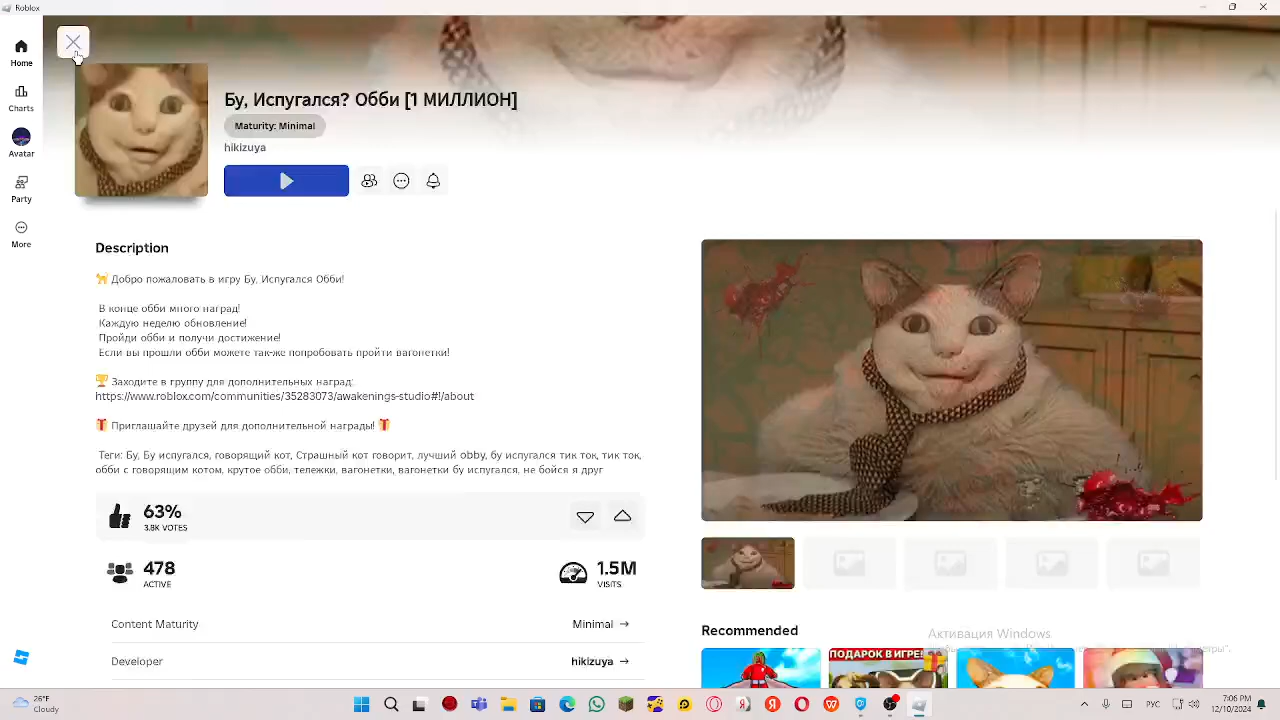 Roblox
Home
Charts
Avatar
Party
More
Бу, Испугался? Обби [1 МИЛЛИОН]
Maturity: Minimal
hikizuya
Description
Добро пожаловать в игру Бу, Испугался Обби!
В конце обби много наград!
Каждую неделю обновление!
Пройди обби и получи достижение!
Если вы прошли обби можете так-же попробовать пройти вагонетки!
Заходите в группу для дополнительных наград:
https://www.roblox.com/communities/35283073/awakenings-studio#!/about
Приглашайте друзей для дополнительной награды!
Теги: Бу, Бу испугался, говорящий кот, Страшный кот говорит, лучший obby, бу испугался тик ток, тик ток,
обби с говорящим котом, крутое обби, тележки, вагонетки, вагонетки бу испугался, не бойся я друг
63%
3.8K VOTES
478
ACTIVE
1.5M
VISITS
Content Maturity
Minimal
Developer
hikizuya
Recommended
ПОДАРОК В ИГРЕ!
Активация Windows
26°F
Cloudy
РУС
7:06 PM
12/10/2024